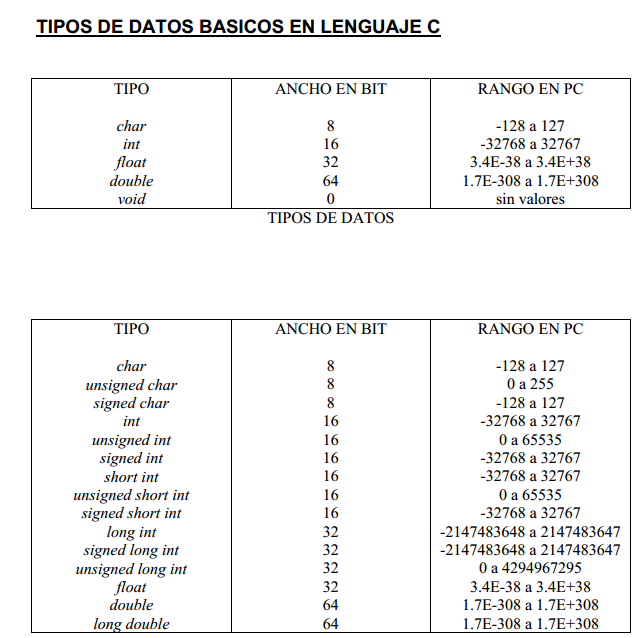 TIPOS DE DATOS BASICOS EN LENGUAJE C
TIPO ANCHO EN BIT RANGO EN PC
char 8 -128 a 127
int 16 -32768 a 32767
float 32 3.4E-38 a 3.4E+38
double 64 1.7E-308 a 1.7E+308
void 0 sin valores
TIPOS DE DATOS
TIPO ANCHO EN BIT RANGO EN PC
char 8 -128 a 127
unsigned char 8 0 a 255
signed char 8 -128 a 127
int 16 -32768 a 32767
unsigned int 16 0 a 65535
signed int 16 -32768 a 32767
short int 16 -32768 a 32767
unsigned short int 16 0 a 65535
signed short int 16 -32768 a 32767
long int 32 -2147483648 a 2147483647
signed long int 32 -2147483648 a 2147483647
unsigned long int 32 0 a 4294967295
float 32 3.4E-38 a 3.4E+38
double 64 1.7E-308 a 1.7E+308
long double 64 1.7E-308 a 1.7E+308